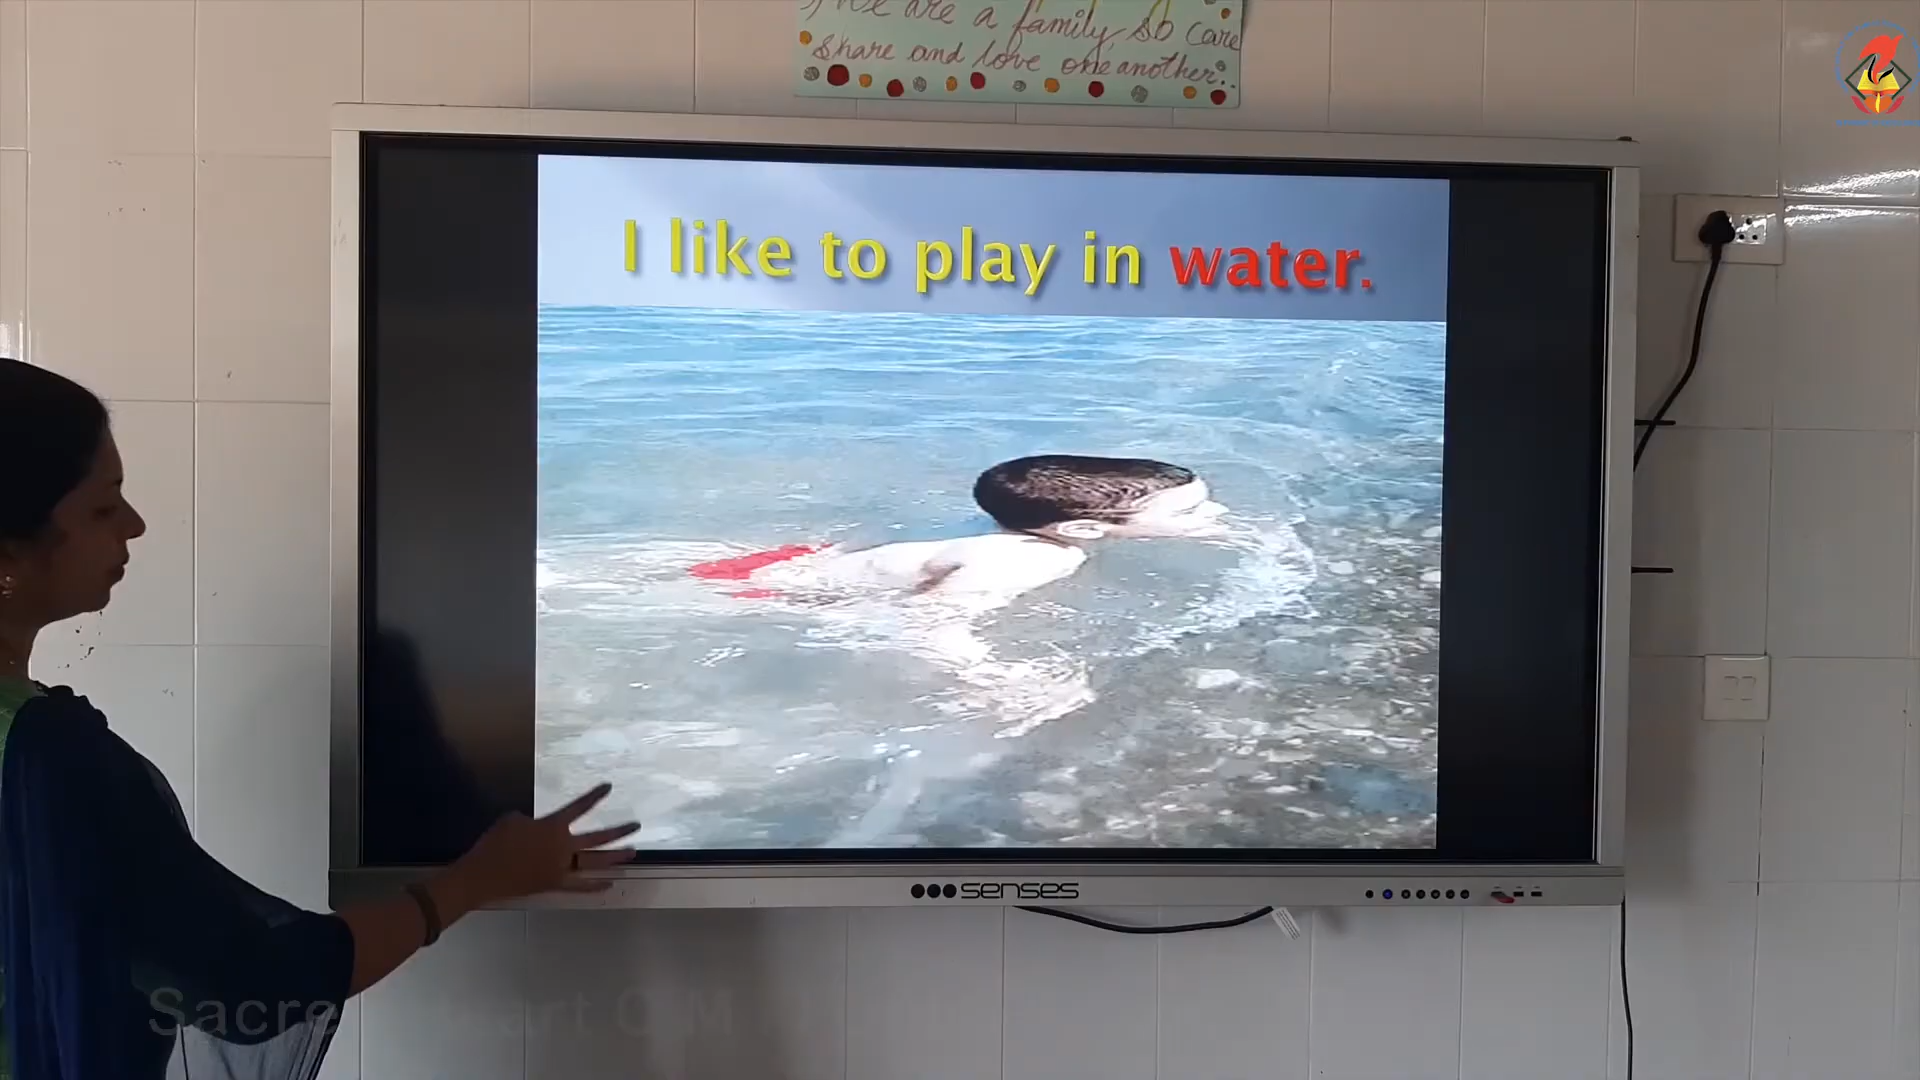 We are a family, so care
share and love one another.
I like to play in water.
senses